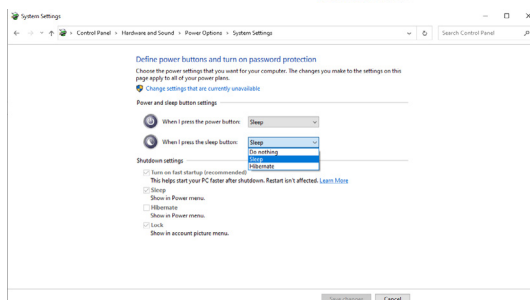 System Settings
Control Panel > Hardware and Sound > Power Options > System Settings
Search Control Panel
Define power buttons and turn on password protection
Choose the power settings that you want for your computer. The changes you make to the settings on this
page apply to all of your power plans.
Change settings that are currently unavailable
Power and sleep button settings
When I press the power button: Sleep
When I press the sleep button: Sleep
Do nothing
Sleep
Hibernate
Shutdown settings
Turn on fast startup (recommended)
This helps start your PC faster after shutdown. Restart isn't affected. Learn More
Sleep
Show in Power menu.
Hibernate
Show in Power menu.
Lock
Show in account picture menu.
Save changes Cancel